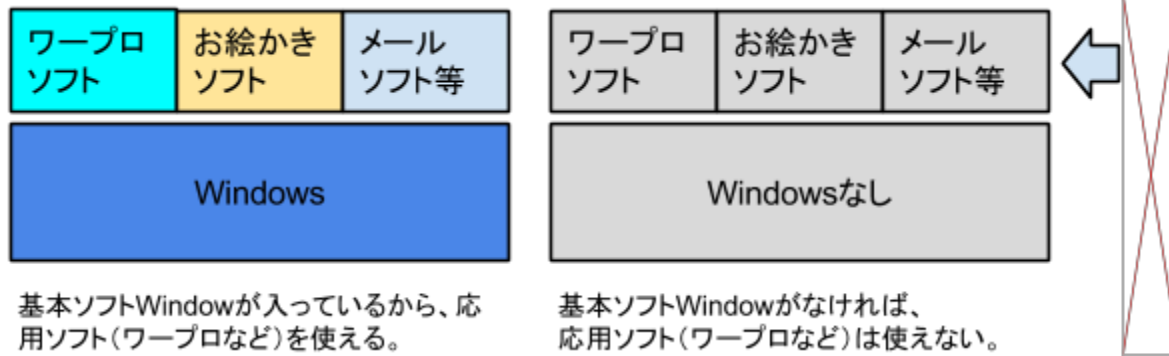 ワープロ
ソフト
お絵かき
ソフト
メール
ソフト等
Windows
基本ソフトWindowが入っているから、応
用ソフト(ワープロなど)を使える。
ワープロ
ソフト
お絵かき
ソフト
メール
ソフト等
Windowsなし
基本ソフトWindowがなければ、
応用ソフト(ワープロなど)は使えない。